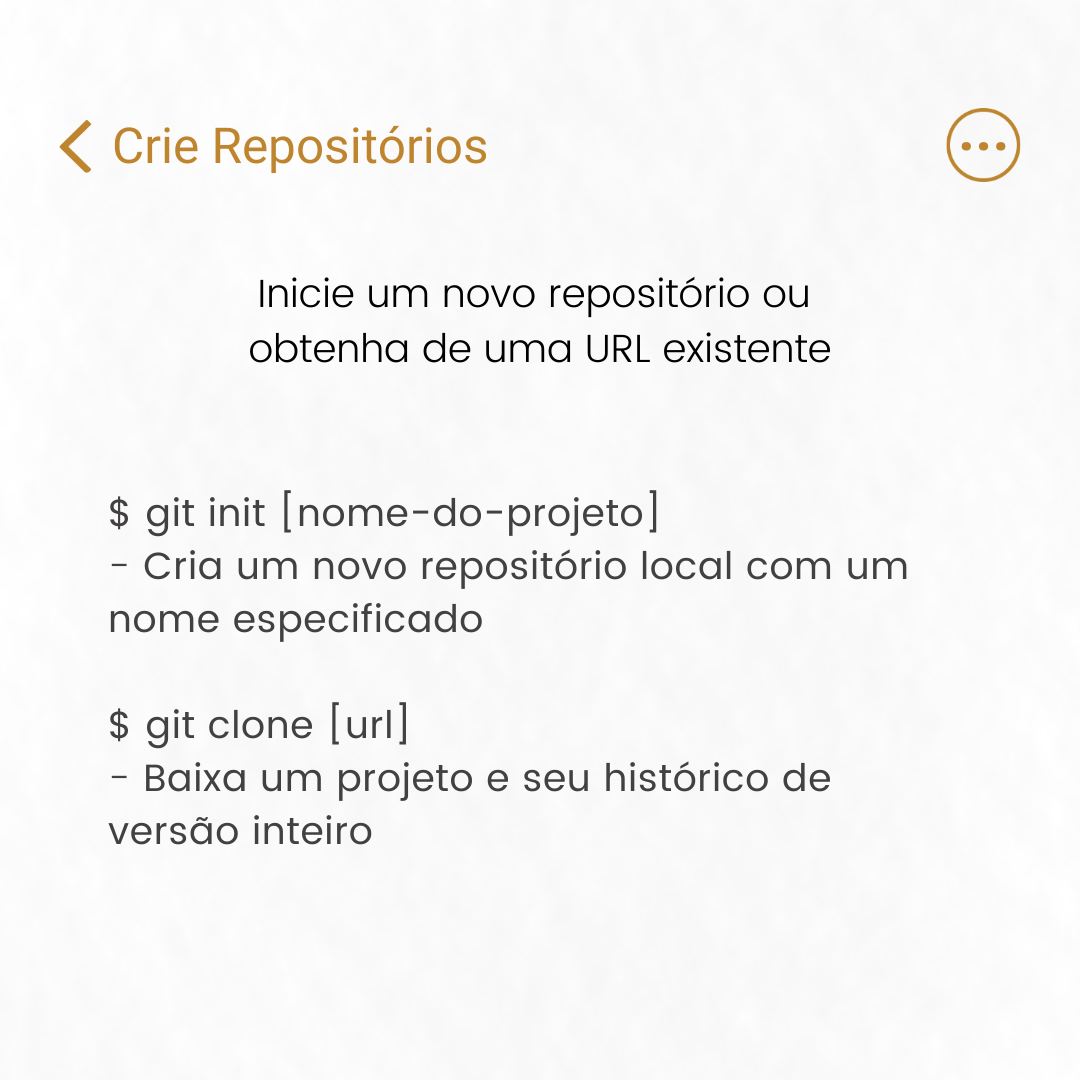 Crie Repositórios
Inicie um novo repositório ou
obtenha de uma URL existente
$ git init [nome-do-projeto]
- Cria um novo repositório local com um
nome especificado
$ git clone [url]
- Baixa um projeto e seu histórico de
versão inteiro